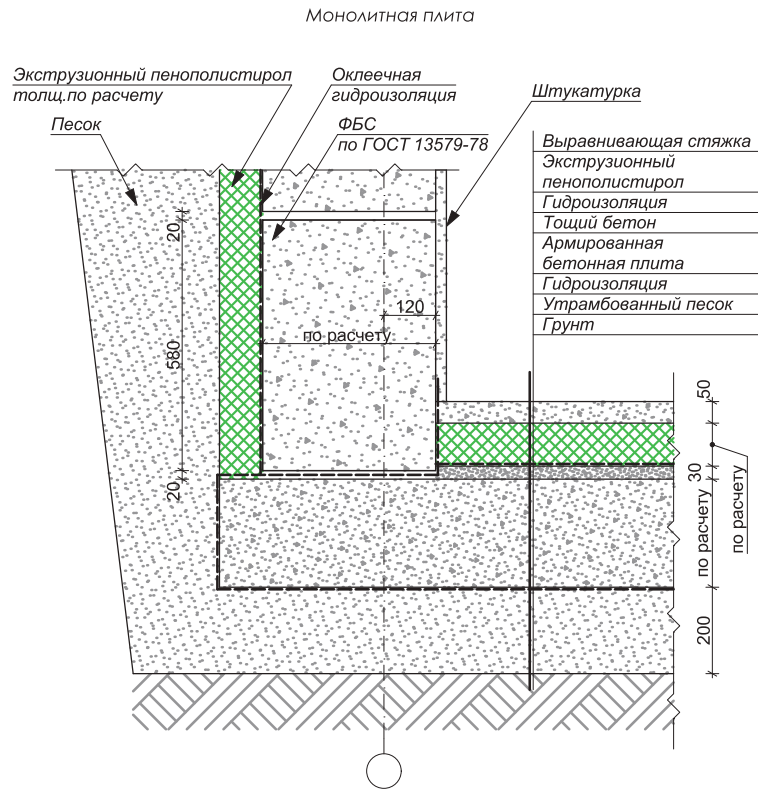 Монолитная плита
Экструзионный пенополистирол
толщ.по расчету
Оклеечная
гидроизоляция
Штукатурка
Песок
ФБС
по ГОСТ 13579-78
Выравнивающая стяжка
Экструзионный
пенополистирол
Гидроизоляция
Тощий бетон
Армированная
бетонная плита
Гидроизоляция
Утрамбованный песок
Грунт
20
120
по расчету
580
50
20
30
по расчету
по расчету
200